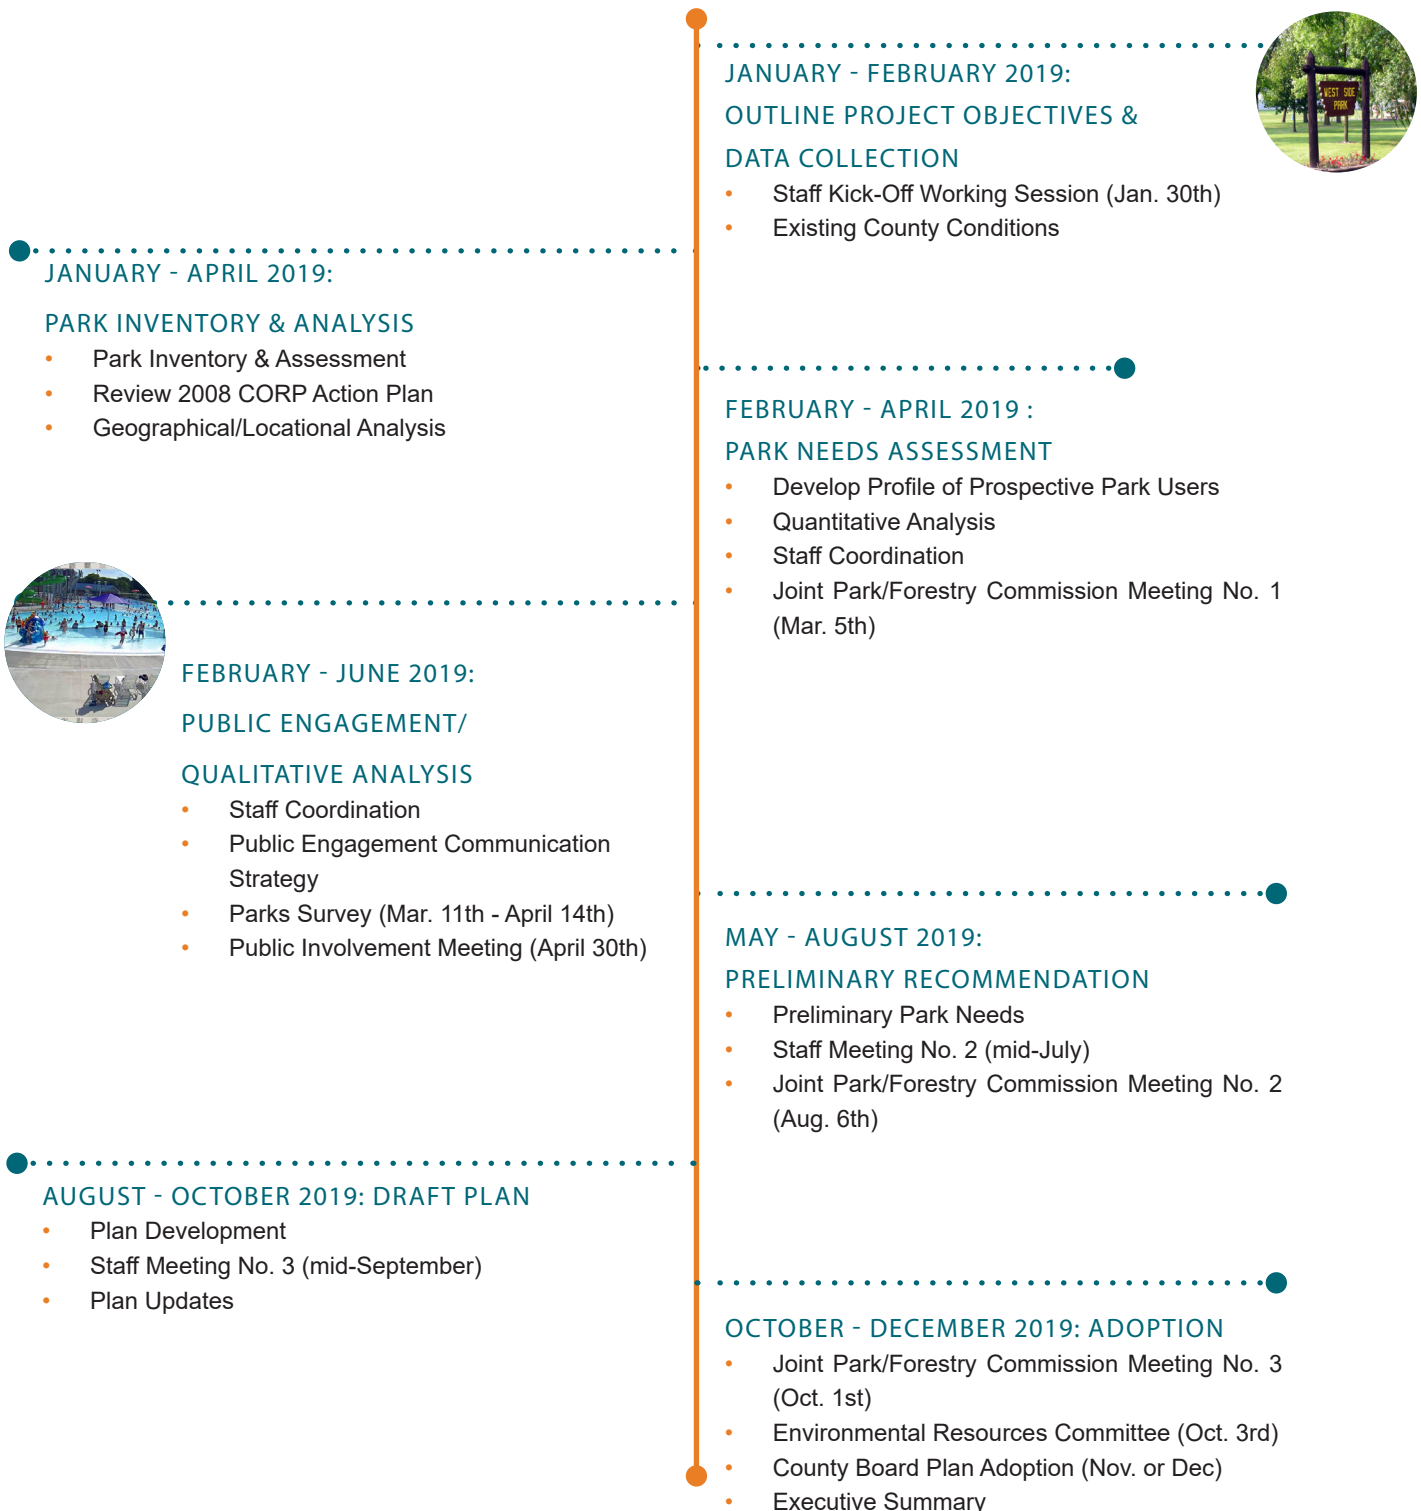 JANUARY - FEBRUARY 2019:
OUTLINE PROJECT OBJECTIVES &
DATA COLLECTION
• Staff Kick-Off Working Session (Jan. 30th)
• Existing County Conditions
WEST SIDE
PARK
JANUARY - APRIL 2019:
PARK INVENTORY & ANALYSIS
• Park Inventory & Assessment
• Review 2008 CORP Action Plan
• Geographical/Locational Analysis
FEBRUARY - APRIL 2019 :
PARK NEEDS ASSESSMENT
• Develop Profile of Prospective Park Users
• Quantitative Analysis
• Staff Coordination
• Joint Park/Forestry Commission Meeting No. 1
(Mar. 5th)
FEBRUARY - JUNE 2019:
PUBLIC ENGAGEMENT/
QUALITATIVE ANALYSIS
• Staff Coordination
• Public Engagement Communication
Strategy
• Parks Survey (Mar. 11th - April 14th)
• Public Involvement Meeting (April 30th)
MAY - AUGUST 2019:
PRELIMINARY RECOMMENDATION
• Preliminary Park Needs
• Staff Meeting No. 2 (mid-July)
• Joint Park/Forestry Commission Meeting No. 2
(Aug. 6th)
AUGUST - OCTOBER 2019: DRAFT PLAN
• Plan Development
• Staff Meeting No. 3 (mid-September)
• Plan Updates
OCTOBER - DECEMBER 2019: ADOPTION
• Joint Park/Forestry Commission Meeting No. 3
(Oct. 1st)
• Environmental Resources Committee (Oct. 3rd)
• County Board Plan Adoption (Nov. or Dec)
• Executive Summary